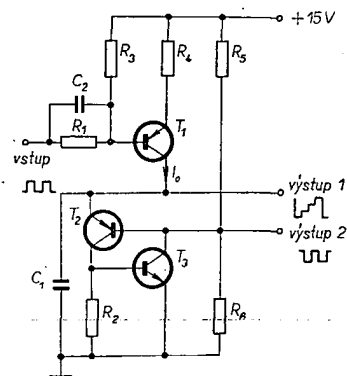 +15V
R3
R4
R5
C2
R1
T1
vstup
Io
výstup 1
T2
výstup 2
T3
C1
R2
R6